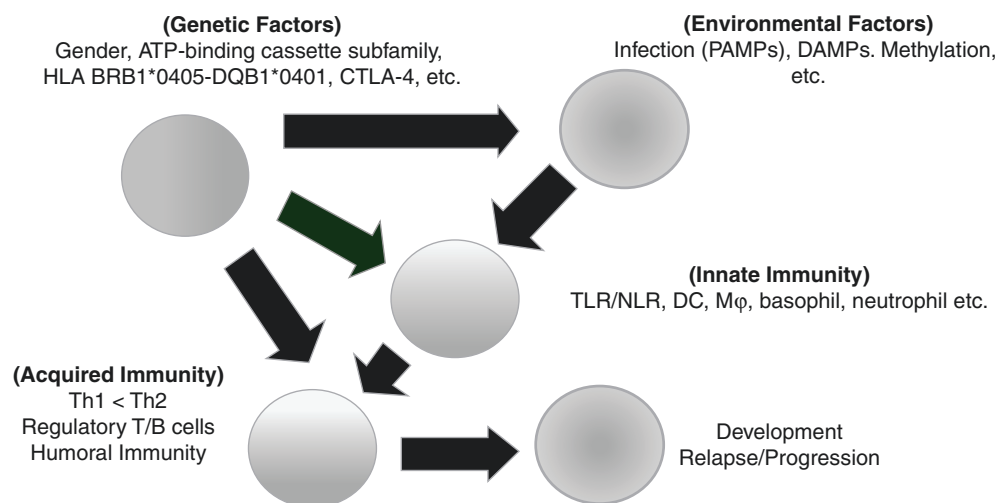 (Genetic Factors)
Gender, ATP-binding cassette subfamily,
HLA BRB1*0405-DQB1*0401, CTLA-4, etc.
(Environmental Factors)
Infection (PAMPs), DAMPs. Methylation,
etc.
(Innate Immunity)
TLR/NLR, DC, Mφ, basophil, neutrophil etc.
(Acquired Immunity)
Th1 < Th2
Regulatory T/B cells
Humoral Immunity
Development
Relapse/Progression